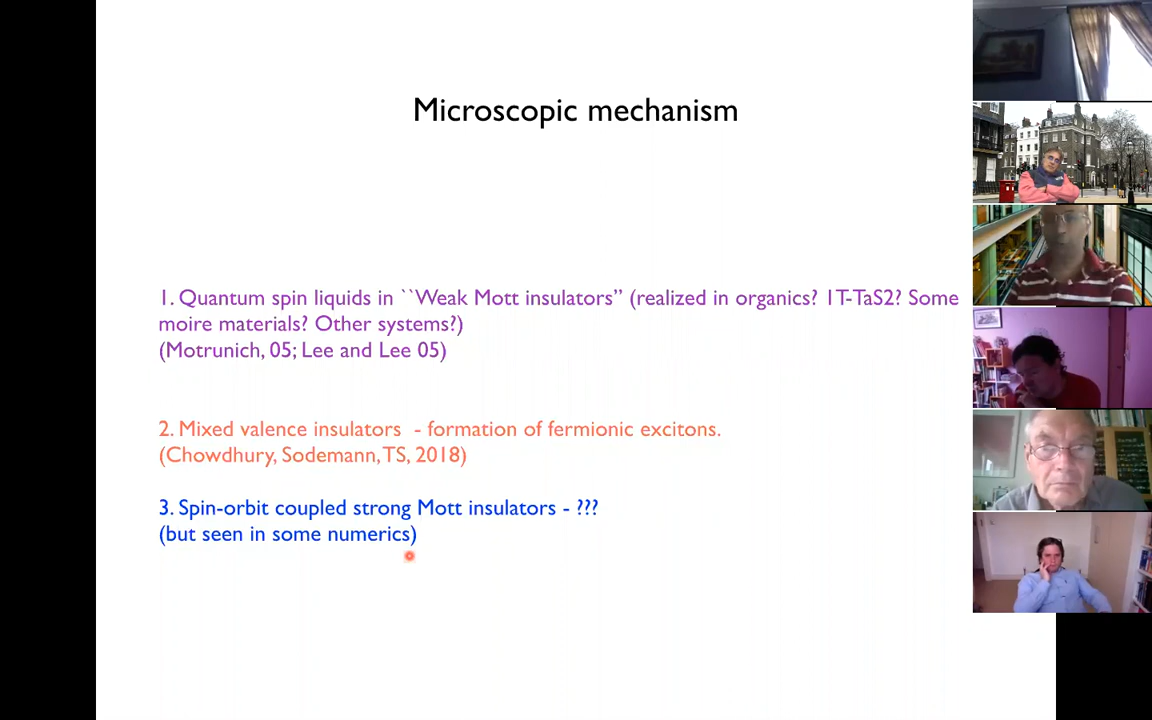 Microscopic mechanism
1. Quantum spin liquids in ``Weak Mott insulators” (realized in organics? 1T-TaS2? Some
moire materials? Other systems?)
(Motrunich, 05; Lee and Lee 05)
2. Mixed valence insulators - formation of fermionic excitons.
(Chowdhury, Sodemann, TS, 2018)
3. Spin-orbit coupled strong Mott insulators - ???
(but seen in some numerics)